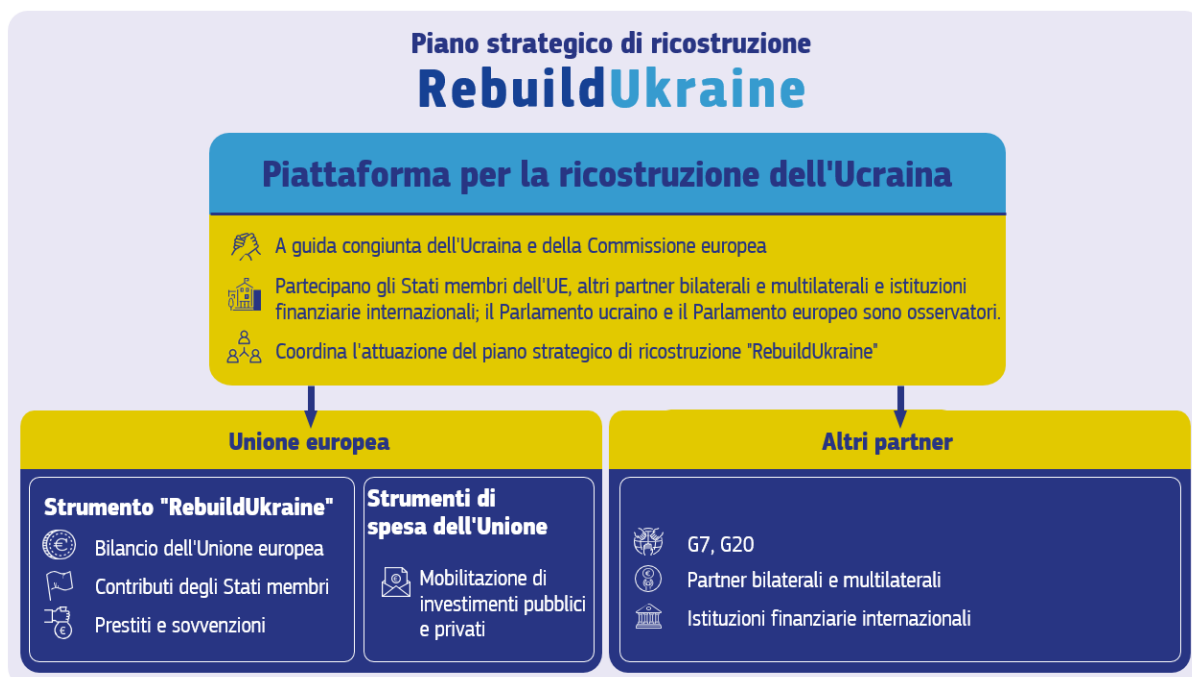 Piano strategico di ricostruzione
RebuildUkraine
Piattaforma per la ricostruzione dell'Ucraina
A guida congiunta dell'Ucraina e della Commissione europea
Partecipano gli Stati membri dell'UE, altri partner bilaterali e multilaterali e istituzioni
finanziarie internazionali; il Parlamento ucraino e il Parlamento europeo sono osservatori.
Coordina l'attuazione del piano strategico di ricostruzione "RebuildUkraine"
Unione europea
Strumento "RebuildUkraine"
Bilancio dell'Unione europea
Contributi degli Stati membri
Prestiti e sovvenzioni
Strumenti di
spesa dell'Unione
Mobilitazione di
investimenti pubblici
e privati
Altri partner
G7, G20
Partner bilaterali e multilaterali
Istituzioni finanziarie internazionali